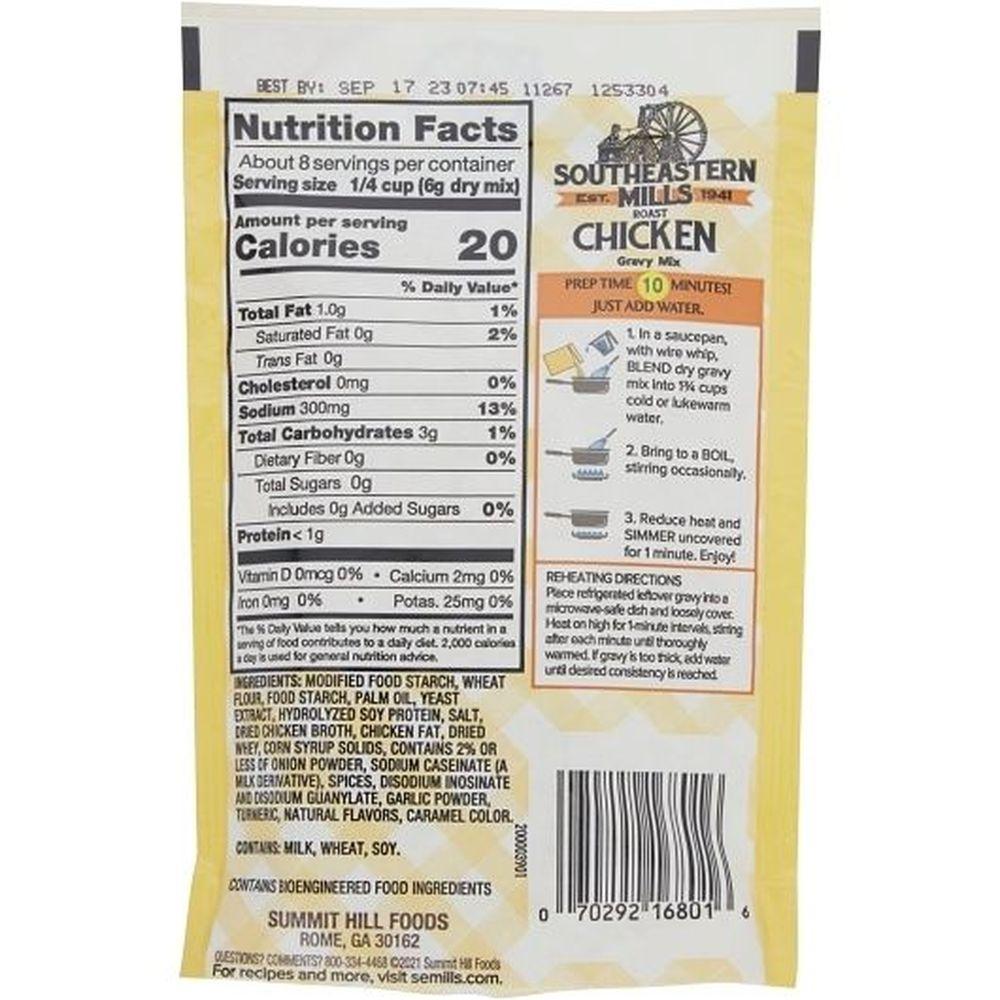 BEST BY: SEP 17 23 07:45 11267 1253304
Nutrition Facts
About 8 servings per container
Serving size 1/4 cup (6g dry mix)
Amount per serving
Calories 20
% Daily Value*
Total Fat 1.0g 1%
Saturated Fat 0g 2%
Trans Fat 0g
Cholesterol 0mg 0%
Sodium 300mg 13%
Total Carbohydrates 3g 1%
Dietary Fiber 0g 0%
Total Sugars 0g
Includes 0g Added Sugars 0%
Protein < 1g
Vitamin D 0mcg 0% • Calcium 2mg 0%
Iron 0mg 0% • Potas. 25mg 0%
*The % Daily Value tells you how much a nutrient in a
serving of food contributes to a daily diet. 2,000 calories
a day is used for general nutrition advice.
INGREDIENTS: MODIFIED FOOD STARCH, WHEAT
FLOUR, FOOD STARCH, PALM OIL, YEAST
EXTRACT, HYDROLYZED SOY PROTEIN, SALT,
DRIED CHICKEN BROTH, CHICKEN FAT, DRIED
WHEY, CORN SYRUP SOLIDS, CONTAINS 2% OR
LESS OF ONION POWDER, SODIUM CASEINATE (A
MILK DERIVATIVE), SPICES, DISODIUM INOSINATE
AND DISODIUM GUANYLATE, GARLIC POWDER,
TURMERIC, NATURAL FLAVORS, CARAMEL COLOR.
CONTAINS: MILK, WHEAT, SOY.
CONTAINS BIOENGINEERED FOOD INGREDIENTS
SUMMIT HILL FOODS
ROME, GA 30162
QUESTIONS? COMMENTS? 800-334-4468 ©2021 Summit Hill Foods
For recipes and more, visit semills.com.
200003901
SOUTHEASTERN
EST. MILLS 1941
ROAST
CHICKEN
Gravy Mix
PREP TIME 10 MINUTES!
JUST ADD WATER.
1. In a saucepan,
with wire whip,
BLEND dry gravy
mix into 1¾ cups
cold or lukewarm
water.
2. Bring to a BOIL,
stirring occasionally.
3. Reduce heat and
SIMMER uncovered
for 1 minute. Enjoy!
REHEATING DIRECTIONS
Place refrigerated leftover gravy into a
microwave-safe dish and loosely cover.
Heat on high for 1-minute intervals, stirring
after each minute until thoroughly
warmed. If gravy is too thick, add water
until desired consistency is reached.
0 70292 16801 6